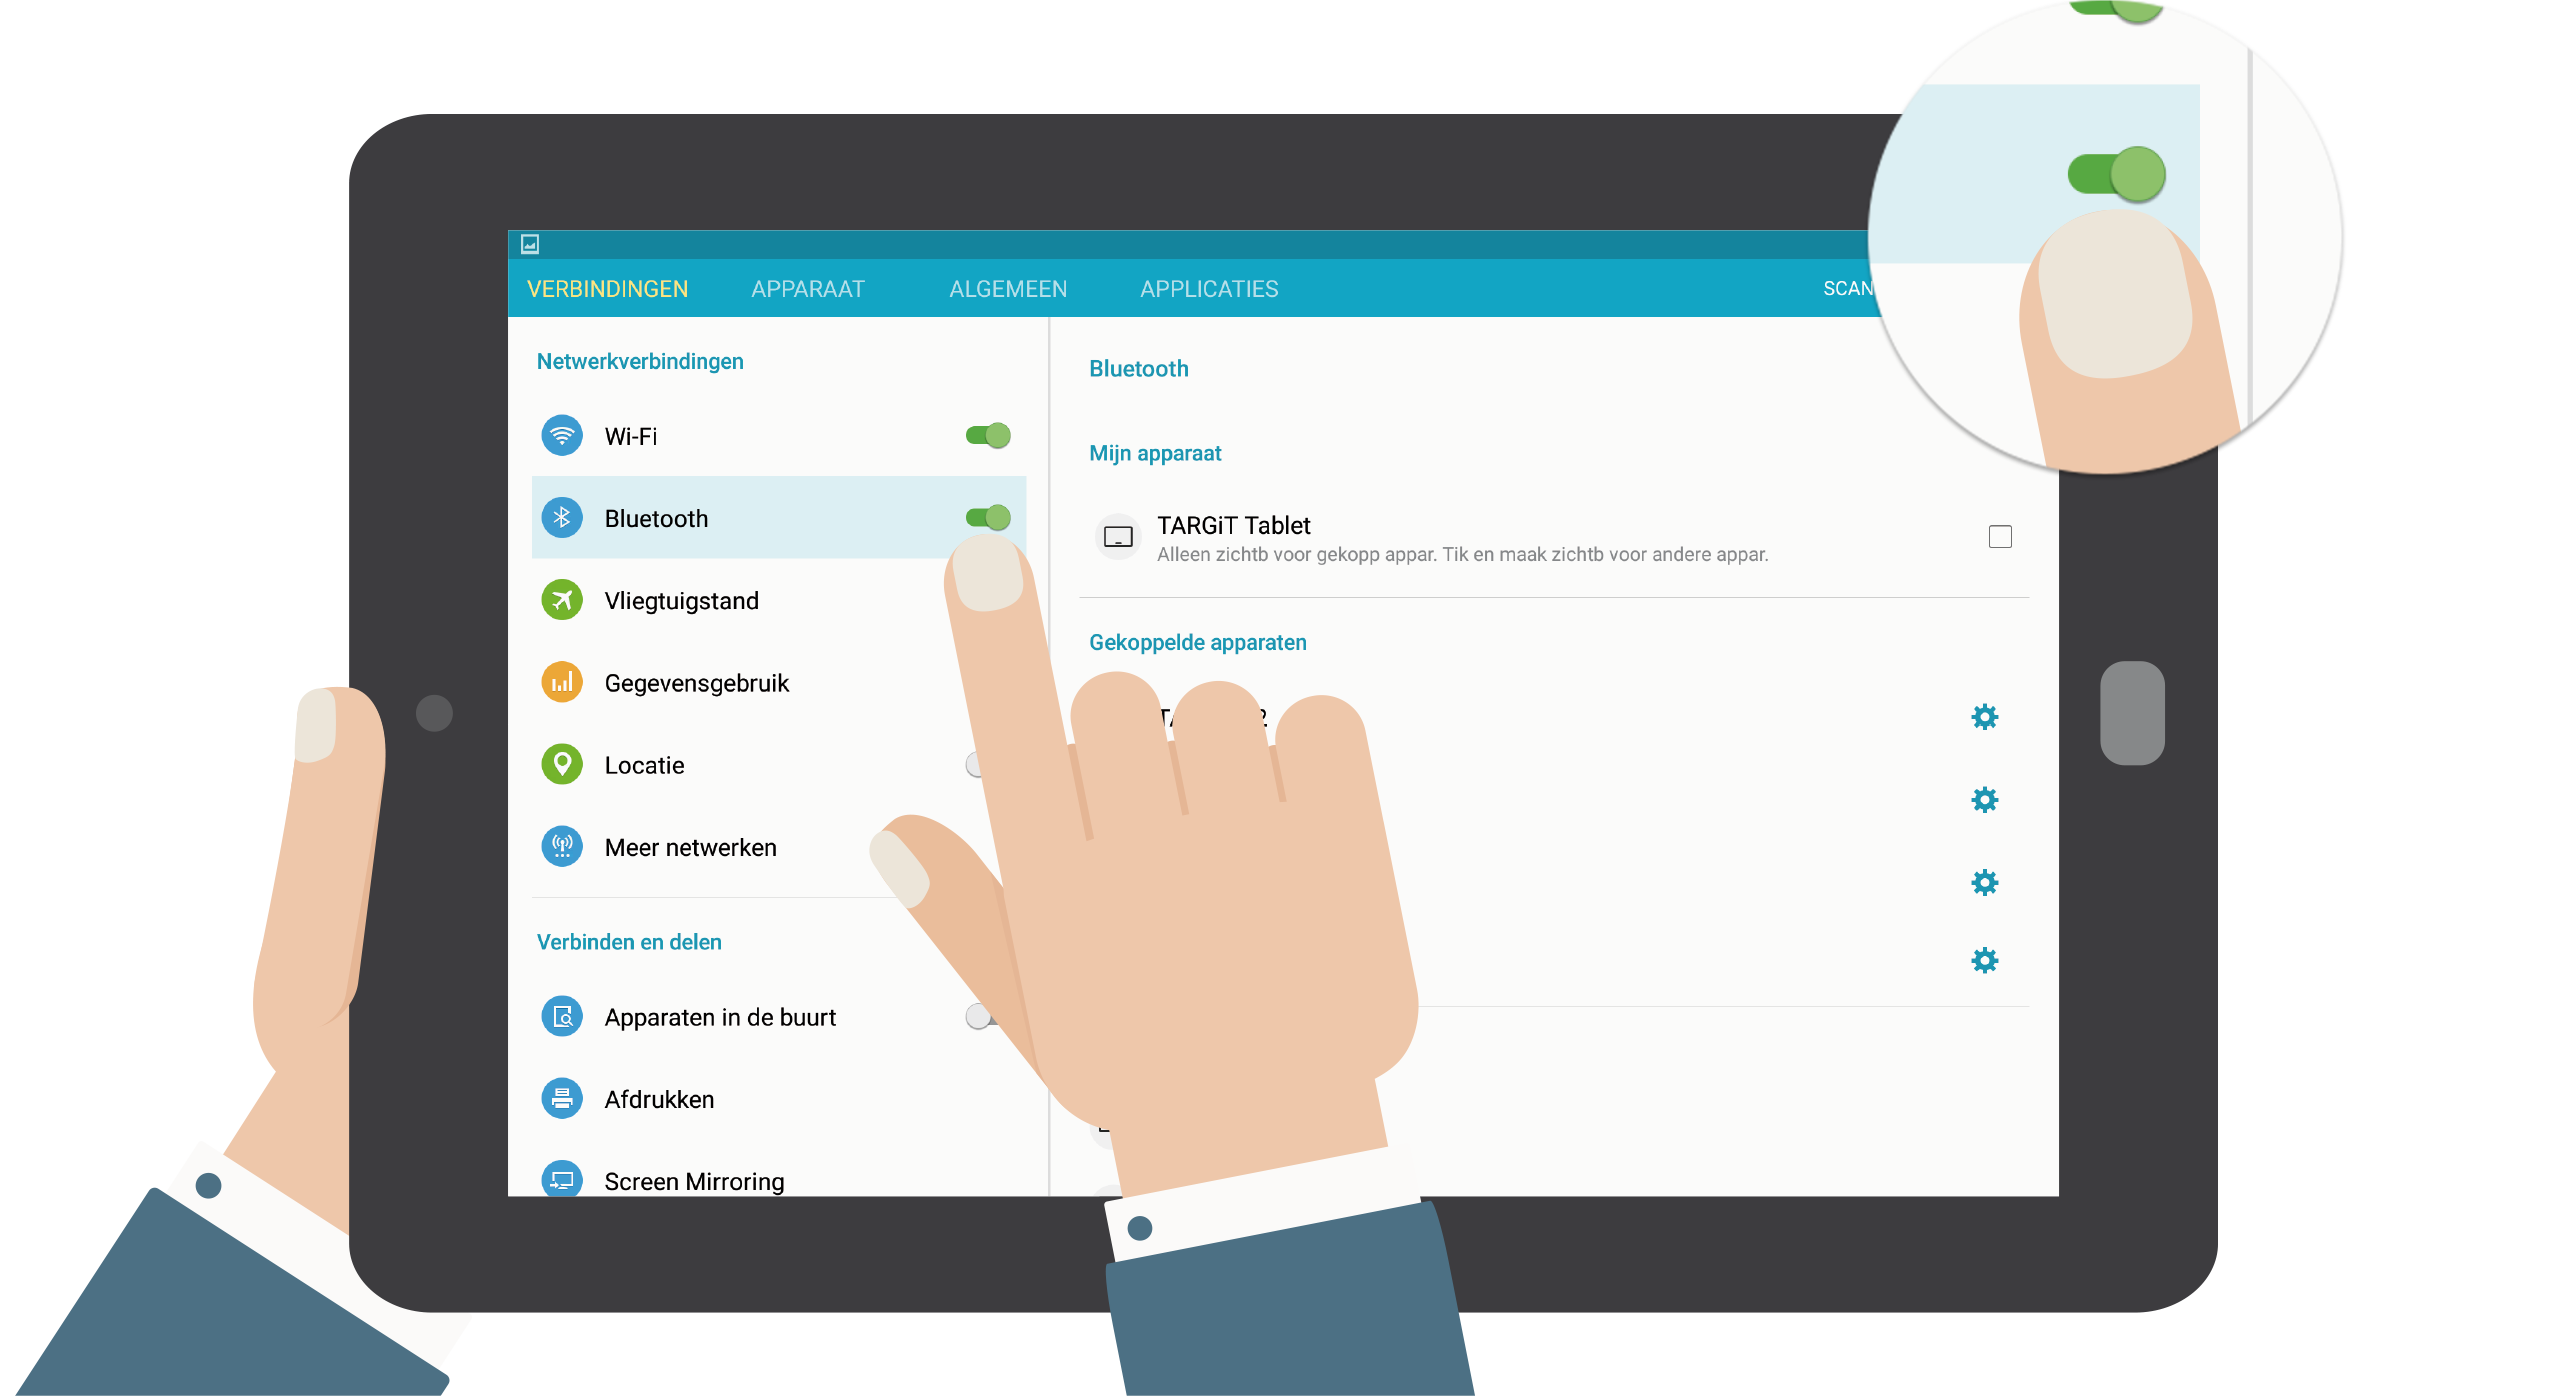 VERBINDINGEN APPARAAT ALGEMEEN APPLICATIES SCAN
Netwerkverbindingen
Wi-Fi
Bluetooth
Vliegtuigstand
Gegevensgebruik
Locatie
Meer netwerken
Verbinden en delen
Apparaten in de buurt
Afdrukken
Screen Mirroring
Bluetooth
Mijn apparaat
TARGiT Tablet
Alleen zichtb voor gekopp appar. Tik en maak zichtb voor andere appar.
Gekoppelde apparaten